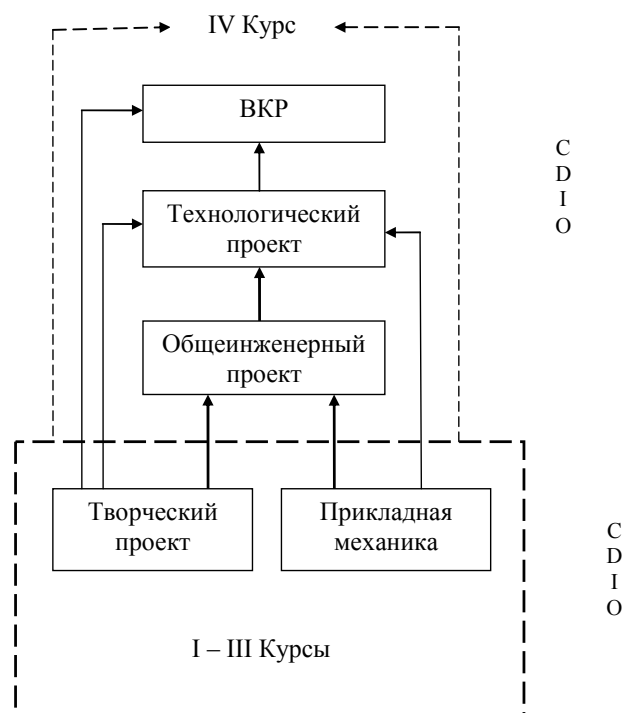 IV Курс
ВКР
Технологический
проект
Общеинженерный
проект
Творческий
проект
Прикладная
механика
I – III Курсы
C
D
I
O
C
D
I
O